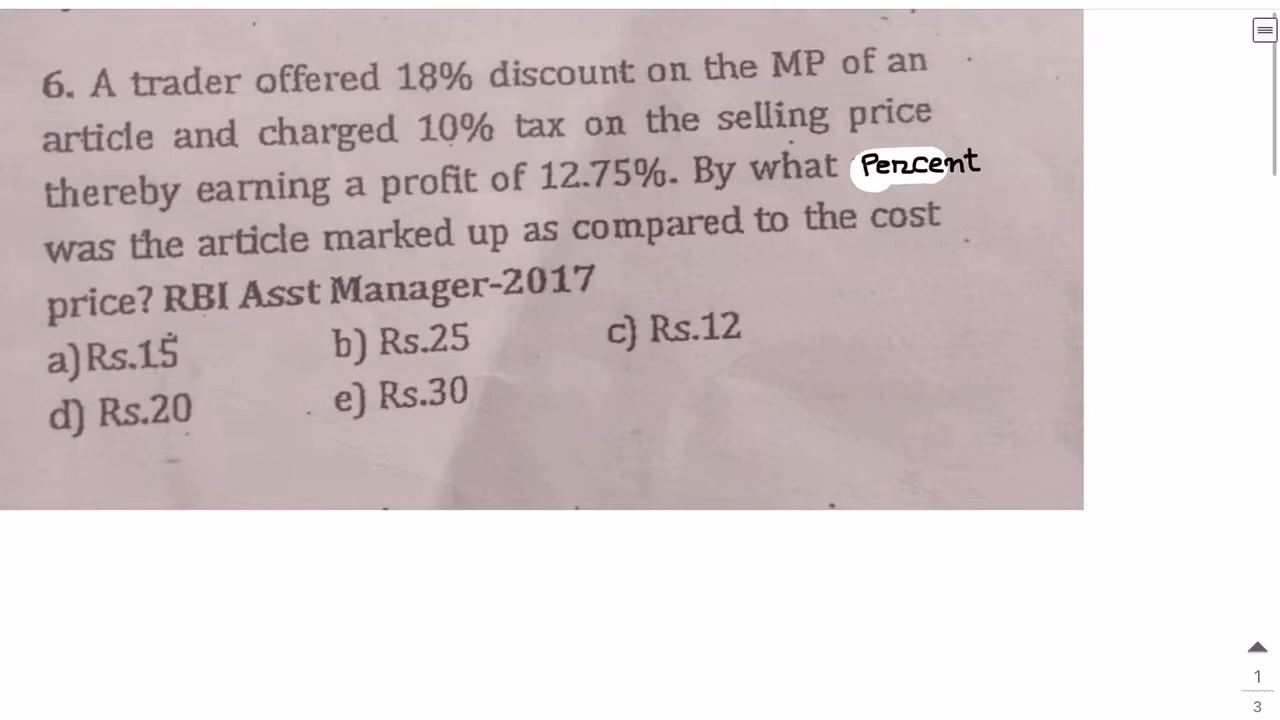 6. A trader offered 18% discount on the MP of an
article and charged 10% tax on the selling price
thereby earning a profit of 12.75%. By what Percent
was the article marked up as compared to the cost
price? RBI Asst Manager-2017
a)Rs.15 b) Rs.25 c) Rs.12
d) Rs.20 e) Rs.30
1
3